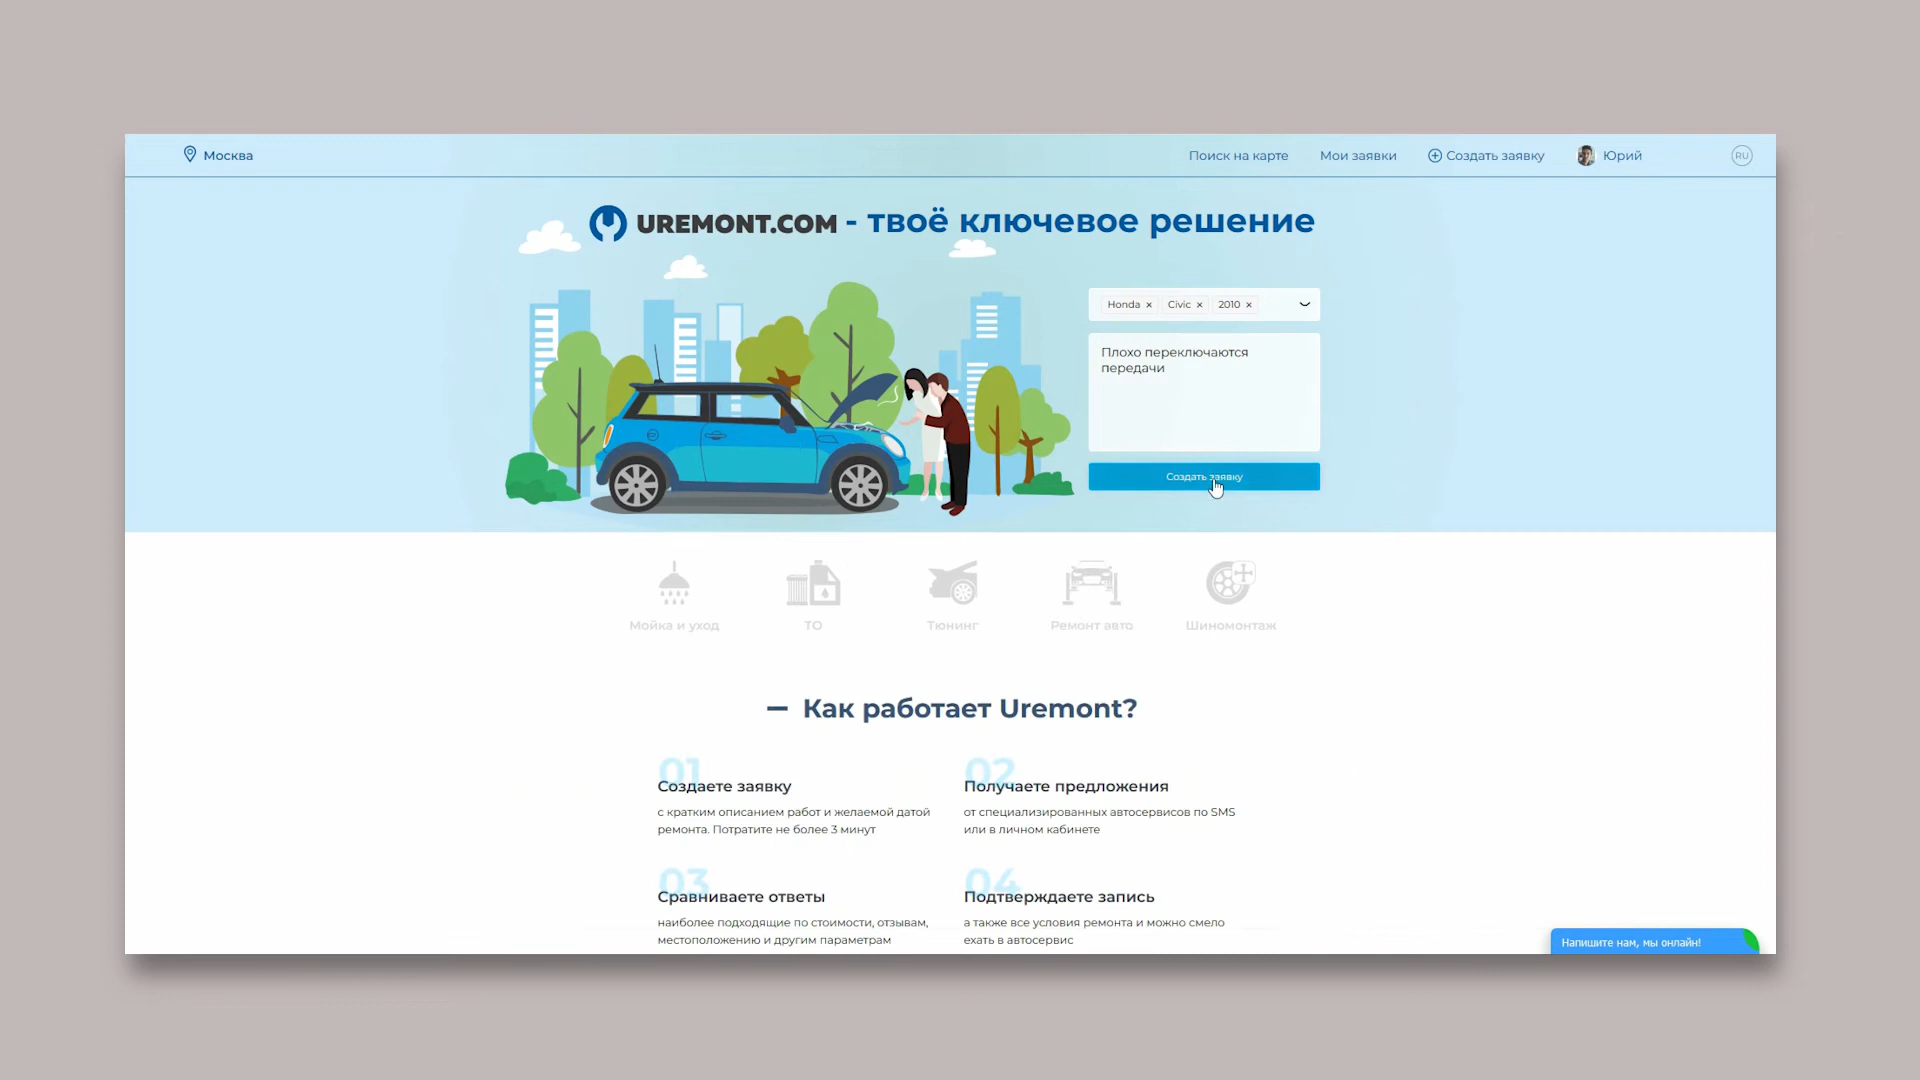 Москва
Поиск на карте
Мои заявки
Создать заявку
Юрий
RU
UREMONT.COM - твоё ключевое решение
Honda × Civic × 2010 ×
Плохо переключаются
передачи
Создать заявку
Мойка и уход
ТО
Тюнинг
Ремонт авто
Шиномонтаж
Как работает Uremont?
01
Создаете заявку
с кратким описанием работ и желаемой датой
ремонта. Потратите не более 3 минут
02
Получаете предложения
от специализированных автосервисов по SMS
или в личном кабинете
03
Сравниваете ответы
наиболее подходящие по стоимости, отзывам,
местоположению и другим параметрам
04
Подтверждаете запись
а также все условия ремонта и можно смело
ехать в автосервис
Напишите нам, мы онлайн!